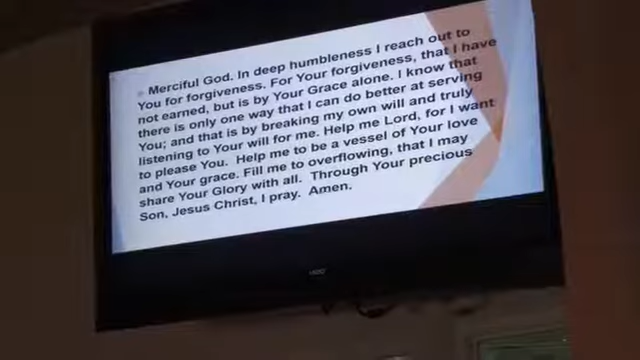 Merciful God. In deep humbleness I reach out to
You for forgiveness. For Your forgiveness, that I have
not earned, but is by Your Grace alone. I know that
there is only one way that I can do better at serving
You; and that is by breaking my own will and truly
listening to Your will for me. Help me Lord, for I want
to please You. Help me to be a vessel of Your love
and Your grace. Fill me to overflowing, that I may
share Your Glory with all. Through Your precious
Son, Jesus Christ, I pray. Amen.